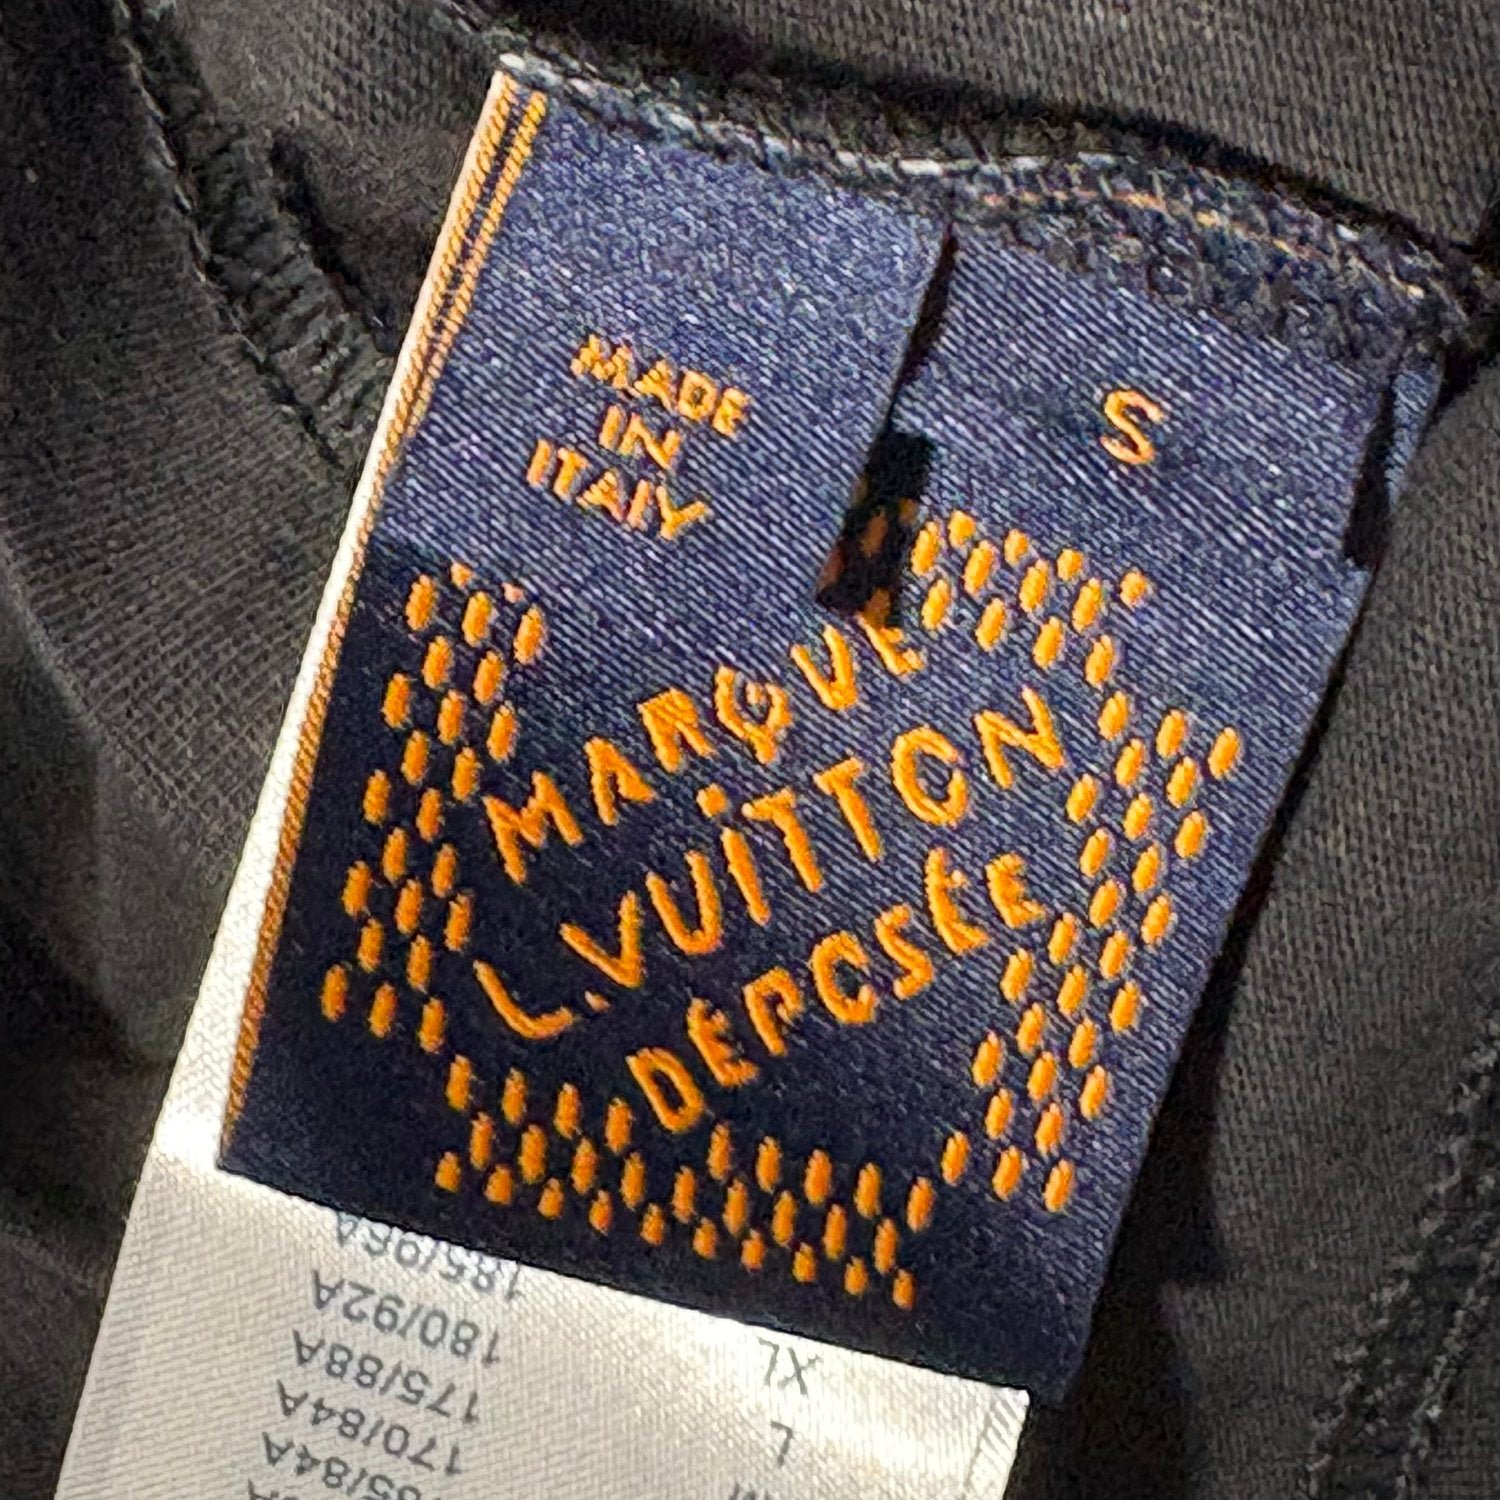 MADE
IN
ITALY
S
MARQUE
L.VUITTON
DÉPOSÉE
185/96A
180/92A
175/88A
170/84A
XL
L